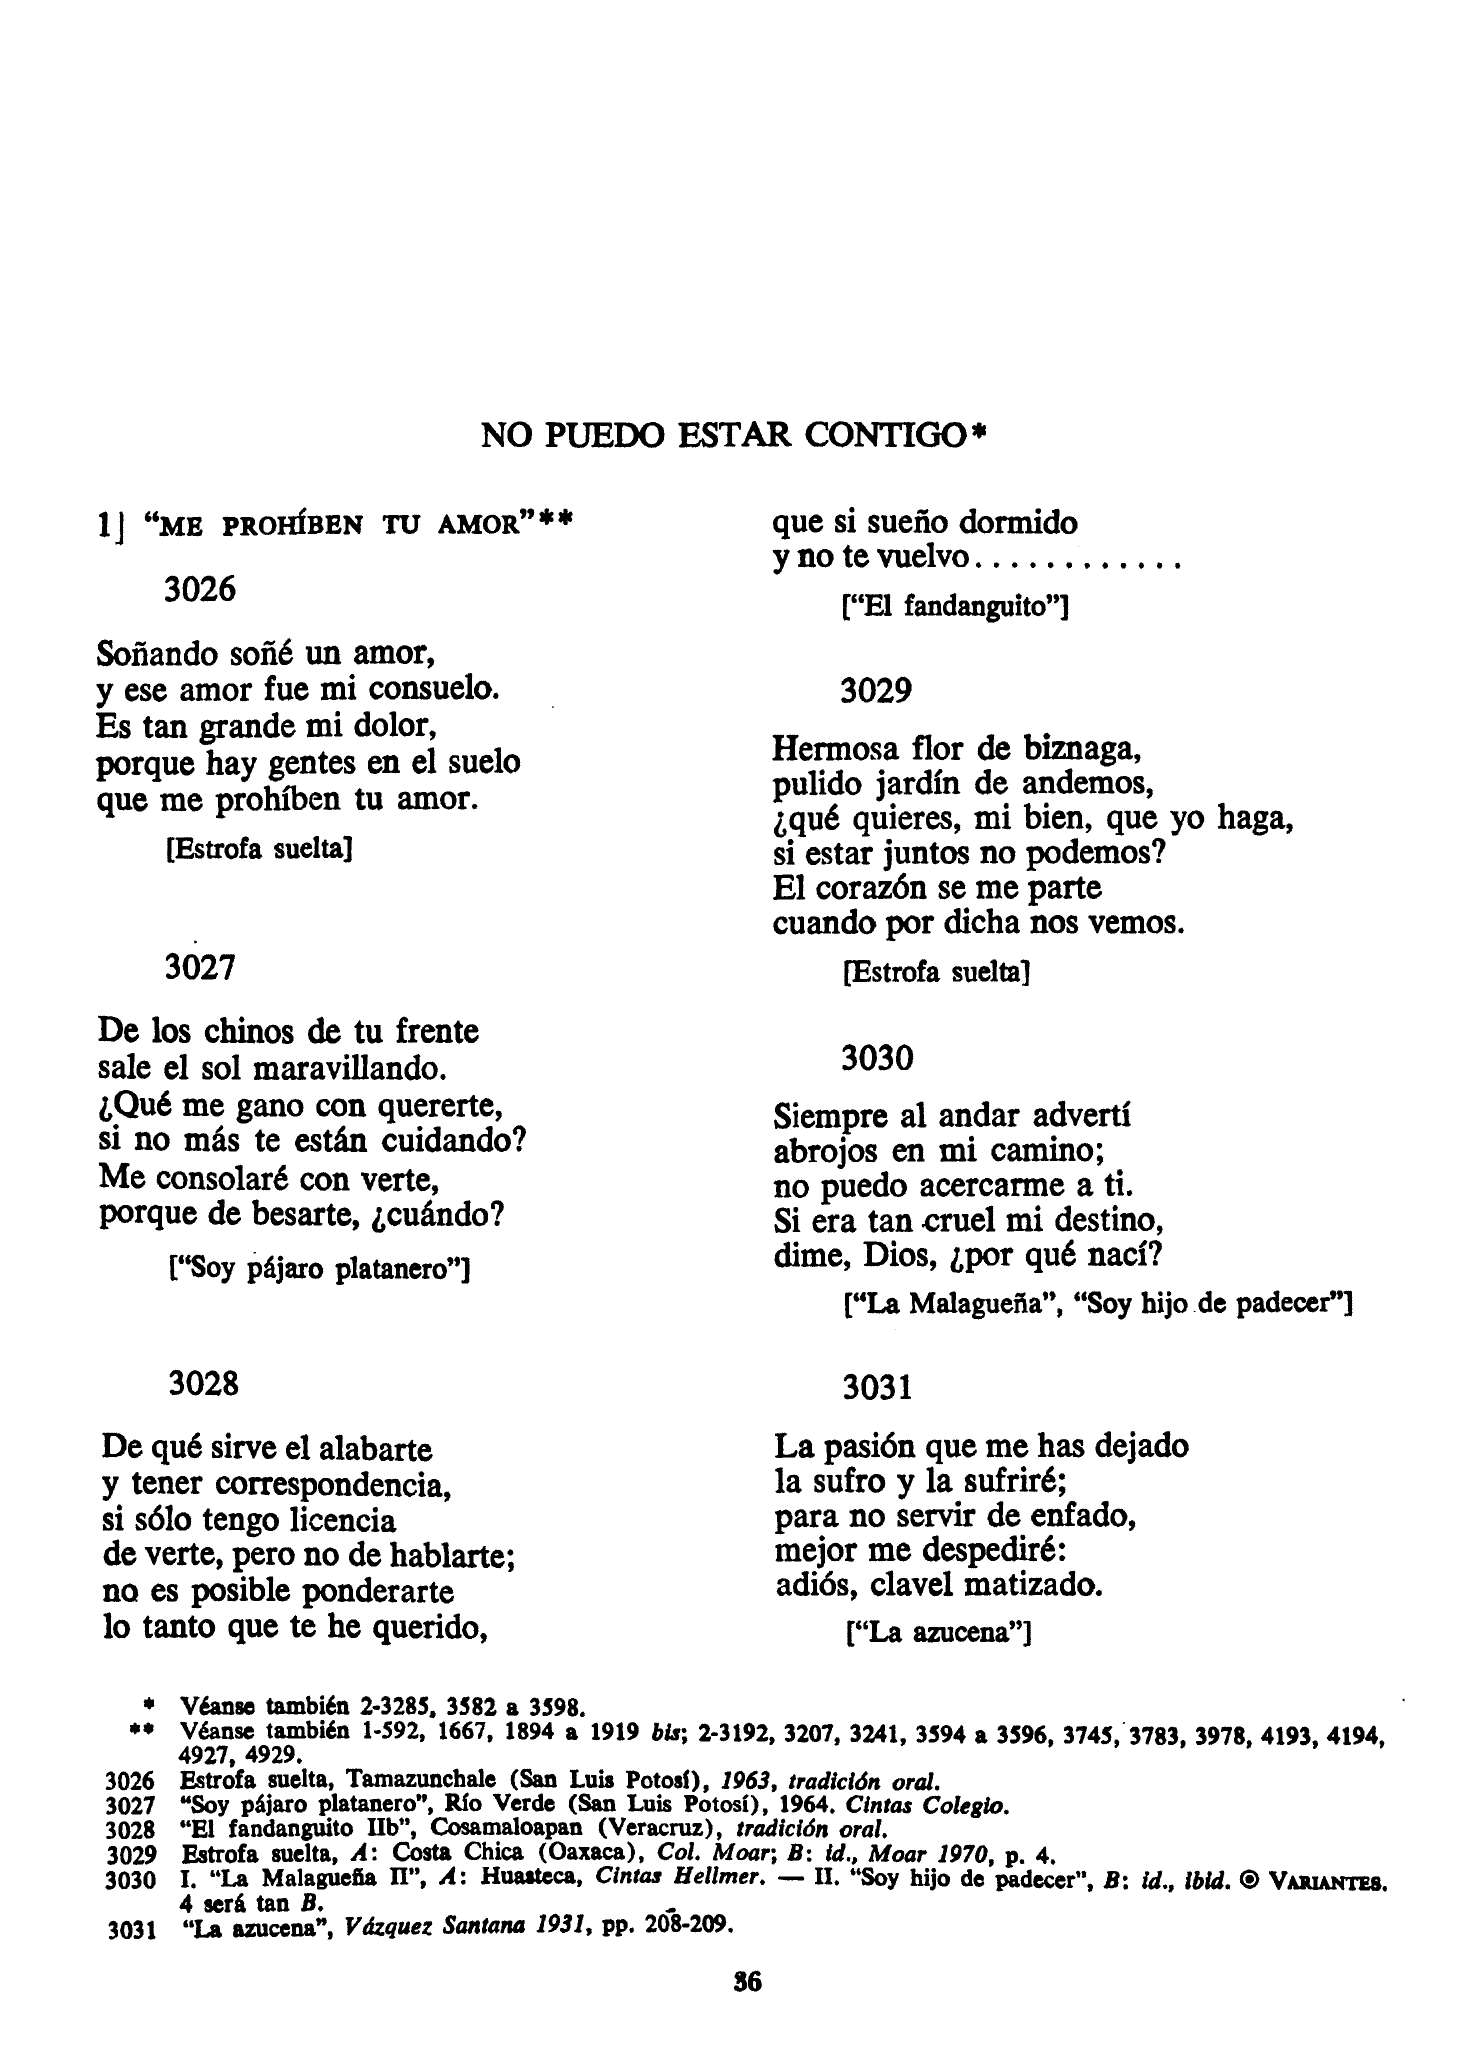 NO PUEDO ESTAR CONTIGO*
1] “ME PROHÍBEN TU AMOR”**
3026
Soñando soñé un amor,
y ese amor fue mi consuelo.
Es tan grande mi dolor,
porque hay gentes en el suelo
que me prohíben tu amor.
[Estrofa suelta]
3027
De los chinos de tu frente
sale el sol maravillando.
¿Qué me gano con quererte,
si no más te están cuidando?
Me consolaré con verte,
porque de besarte, ¿cuándo?
[“Soy pájaro platanero”]
3028
De qué sirve el alabarte
y tener correspondencia,
si sólo tengo licencia
de verte, pero no de hablarte;
no es posible ponderarte
lo tanto que te he querido,
que si sueño dormido
y no te vuelvo............
[“El fandanguito”]
3029
Hermosa flor de biznaga,
pulido jardín de andemos,
¿qué quieres, mi bien, que yo haga,
si estar juntos no podemos?
El corazón se me parte
cuando por dicha nos vemos.
[Estrofa suelta]
3030
Siempre al andar advertí
abrojos en mi camino;
no puedo acercarme a ti.
Si era tan cruel mi destino,
dime, Dios, ¿por qué nací?
[“La Malagueña”, “Soy hijo de padecer”]
3031
La pasión que me has dejado
la sufro y la sufriré;
para no servir de enfado,
mejor me despediré:
adiós, clavel matizado.
[“La azucena”]
* Véanse también 2-3285, 3582 a 3598.
** Véanse también 1-592, 1667, 1894 a 1919 bis; 2-3192, 3207, 3241, 3594 a 3596, 3745, 3783, 3978, 4193, 4194,
4927, 4929.
3026 Estrofa suelta, Tamazunchale (San Luis Potosí), 1963, tradición oral.
3027 “Soy pájaro platanero”, Río Verde (San Luis Potosí), 1964. Cintas Colegio.
3028 “El fandanguito IIb”, Cosamaloapan (Veracruz), tradición oral.
3029 Estrofa suelta, A: Costa Chica (Oaxaca), Col. Moar; B: id., Moar 1970, p. 4.
3030 I. “La Malagueña II”, A: Huasteca, Cintas Hellmer. — II. “Soy hijo de padecer”, B: id., ibid. ⊙ VARIANTES.
4 será tan B.
3031 “La azucena”, Vázquez Santana 1931, pp. 208-209.
36